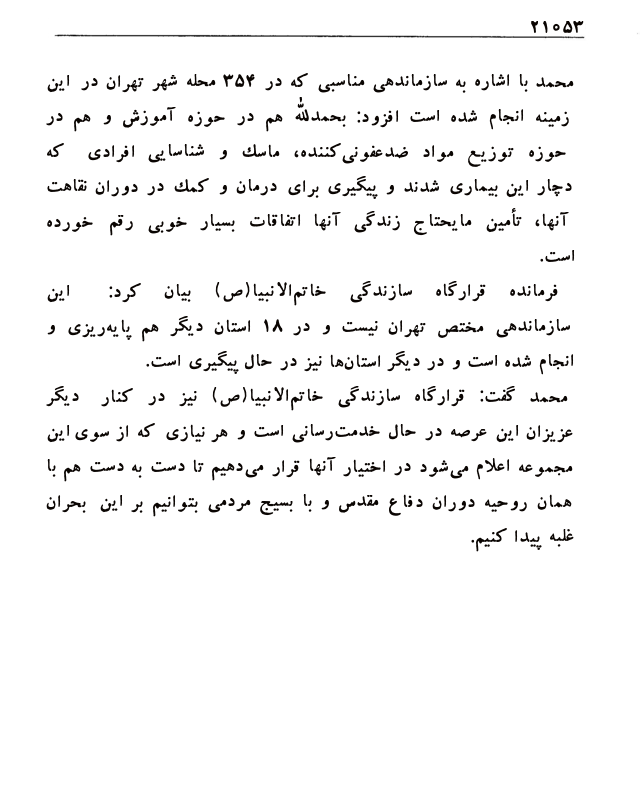 ۲۱۰۵۳
محمد با اشاره به سازماندهی مناسبی که در ۳۵۴ محله شهر تهران در این
زمینه انجام شده است افزود: بحمدلله هم در حوزه آموزش و هم در
حوزه توزیع مواد ضدعفونی‌کننده، ماسك و شناسایی افرادی که
دچار این بیماری شدند و پیگیری برای درمان و کمك در دوران نقاهت
آنها، تأمین مایحتاج زندگی آنها اتفاقات بسیار خوبی رقم خورده
است.
فرمانده قرارگاه سازندگی خاتم‌الانبیا(ص) بیان کرد: این
سازماندهی مختص تهران نیست و در ۱۸ استان دیگر هم پایه‌ریزی و
انجام شده است و در دیگر استان‌ها نیز در حال پیگیری است.
محمد گفت: قرارگاه سازندگی خاتم‌الانبیا(ص) نیز در کنار دیگر
عزیزان این عرصه در حال خدمت‌رسانی است و هر نیازی که از سوی این
مجموعه اعلام می‌شود در اختیار آنها قرار می‌دهیم تا دست به دست هم با
همان روحیه دوران دفاع مقدس و با بسیج مردمی بتوانیم بر این بحران
غلبه پیدا کنیم.